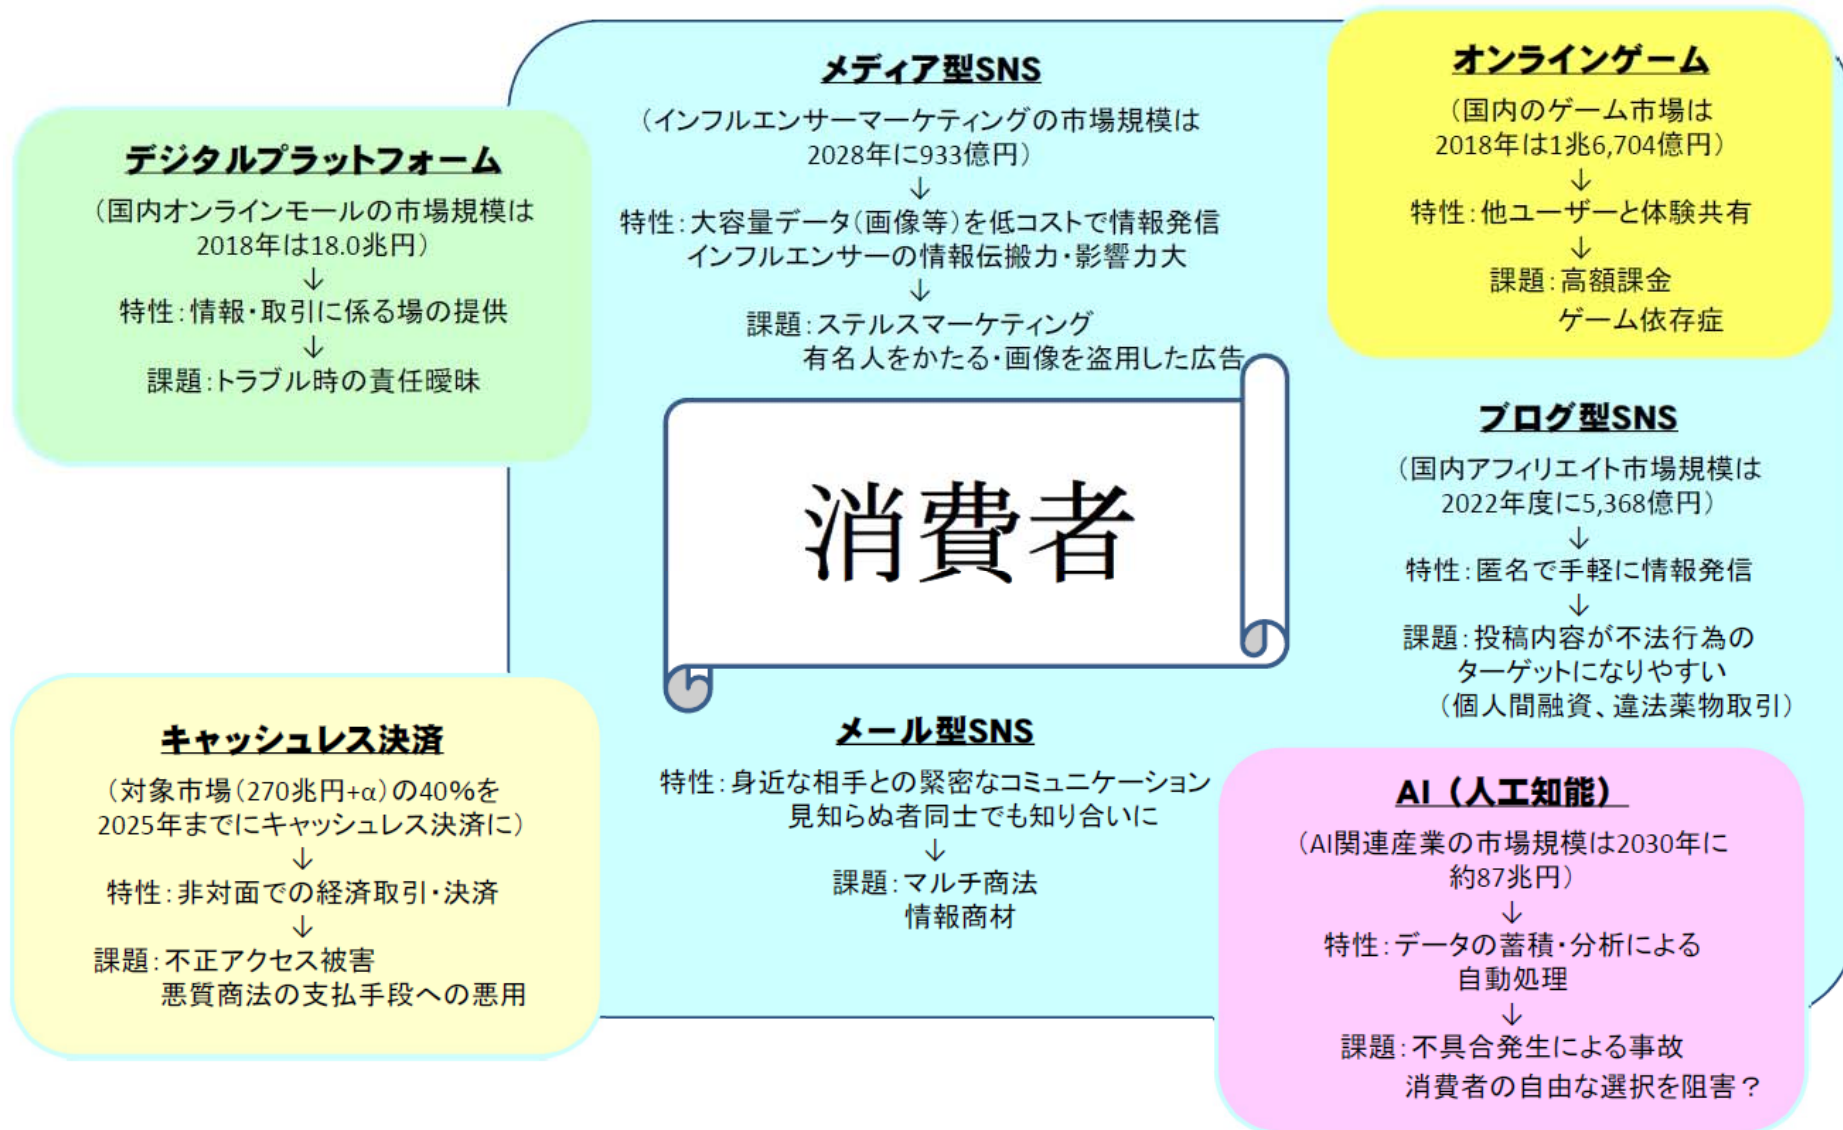 メディア型SNS
（インフルエンサーマーケティングの市場規模は
2028年に933億円）
↓
特性：大容量データ（画像等）を低コストで情報発信
インフルエンサーの情報伝搬力・影響力大
↓
課題：ステルスマーケティング
有名人をかたる・画像を盗用した広告
オンラインゲーム
（国内のゲーム市場は
2018年は1兆6,704億円）
↓
特性：他ユーザーと体験共有
↓
課題：高額課金
ゲーム依存症
デジタルプラットフォーム
（国内オンラインモールの市場規模は
2018年は18.0兆円）
↓
特性：情報・取引に係る場の提供
↓
課題：トラブル時の責任曖昧
消費者
ブログ型SNS
（国内アフィリエイト市場規模は
2022年度に5,368億円）
↓
特性：匿名で手軽に情報発信
↓
課題：投稿内容が不法行為の
ターゲットになりやすい
（個人間融資、違法薬物取引）
キャッシュレス決済
（対象市場（270兆円+α）の40%を
2025年までにキャッシュレス決済に）
↓
特性：非対面での経済取引・決済
↓
課題：不正アクセス被害
悪質商法の支払手段への悪用
メール型SNS
特性：身近な相手との緊密なコミュニケーション
見知らぬ者同士でも知り合いに
↓
課題：マルチ商法
情報商材
AI（人工知能）
（AI関連産業の市場規模は2030年に
約87兆円）
↓
特性：データの蓄積・分析による
自動処理
↓
課題：不具合発生による事故
消費者の自由な選択を阻害？